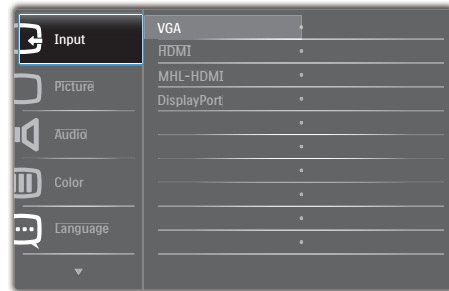 Input
Picture
Audio
Color
Language
VGA
HDMI
MHL-HDMI
DisplayPort